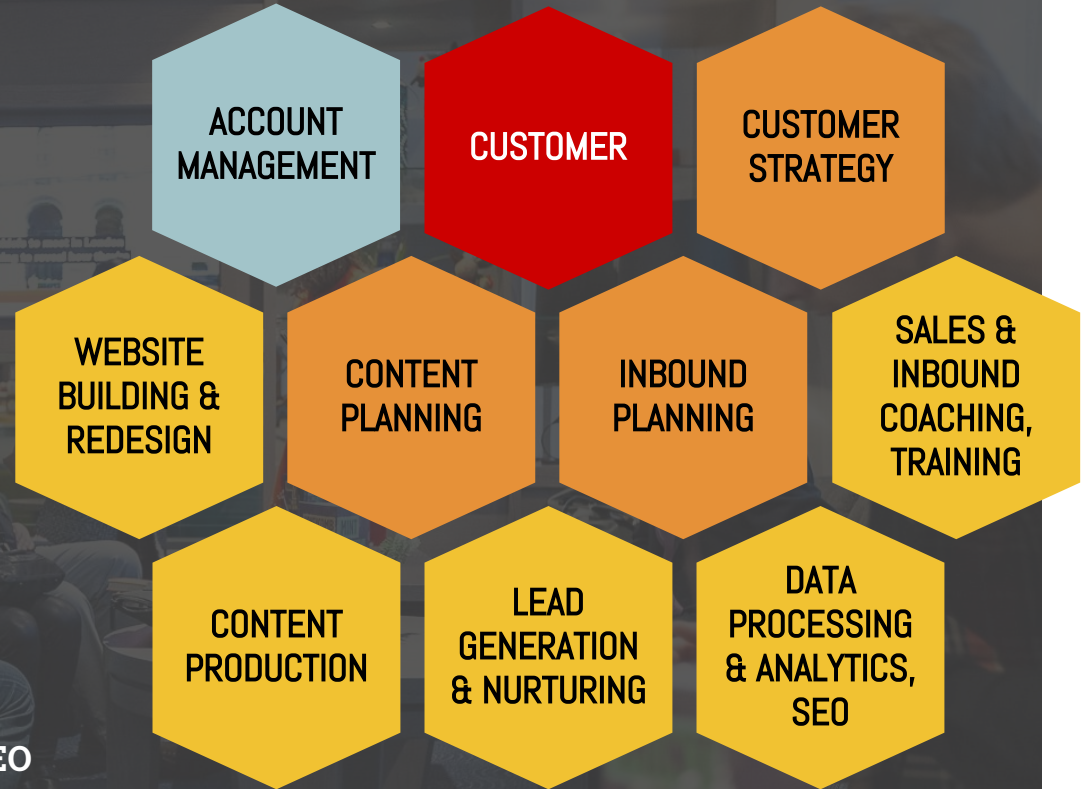 ACCOUNT
MANAGEMENT
CUSTOMER
CUSTOMER
STRATEGY
WEBSITE
BUILDING &
REDESIGN
CONTENT
PLANNING
INBOUND
PLANNING
SALES &
INBOUND
COACHING,
TRAINING
CONTENT
PRODUCTION
LEAD
GENERATION
& NURTURING
DATA
PROCESSING
& ANALYTICS,
SEO
EO